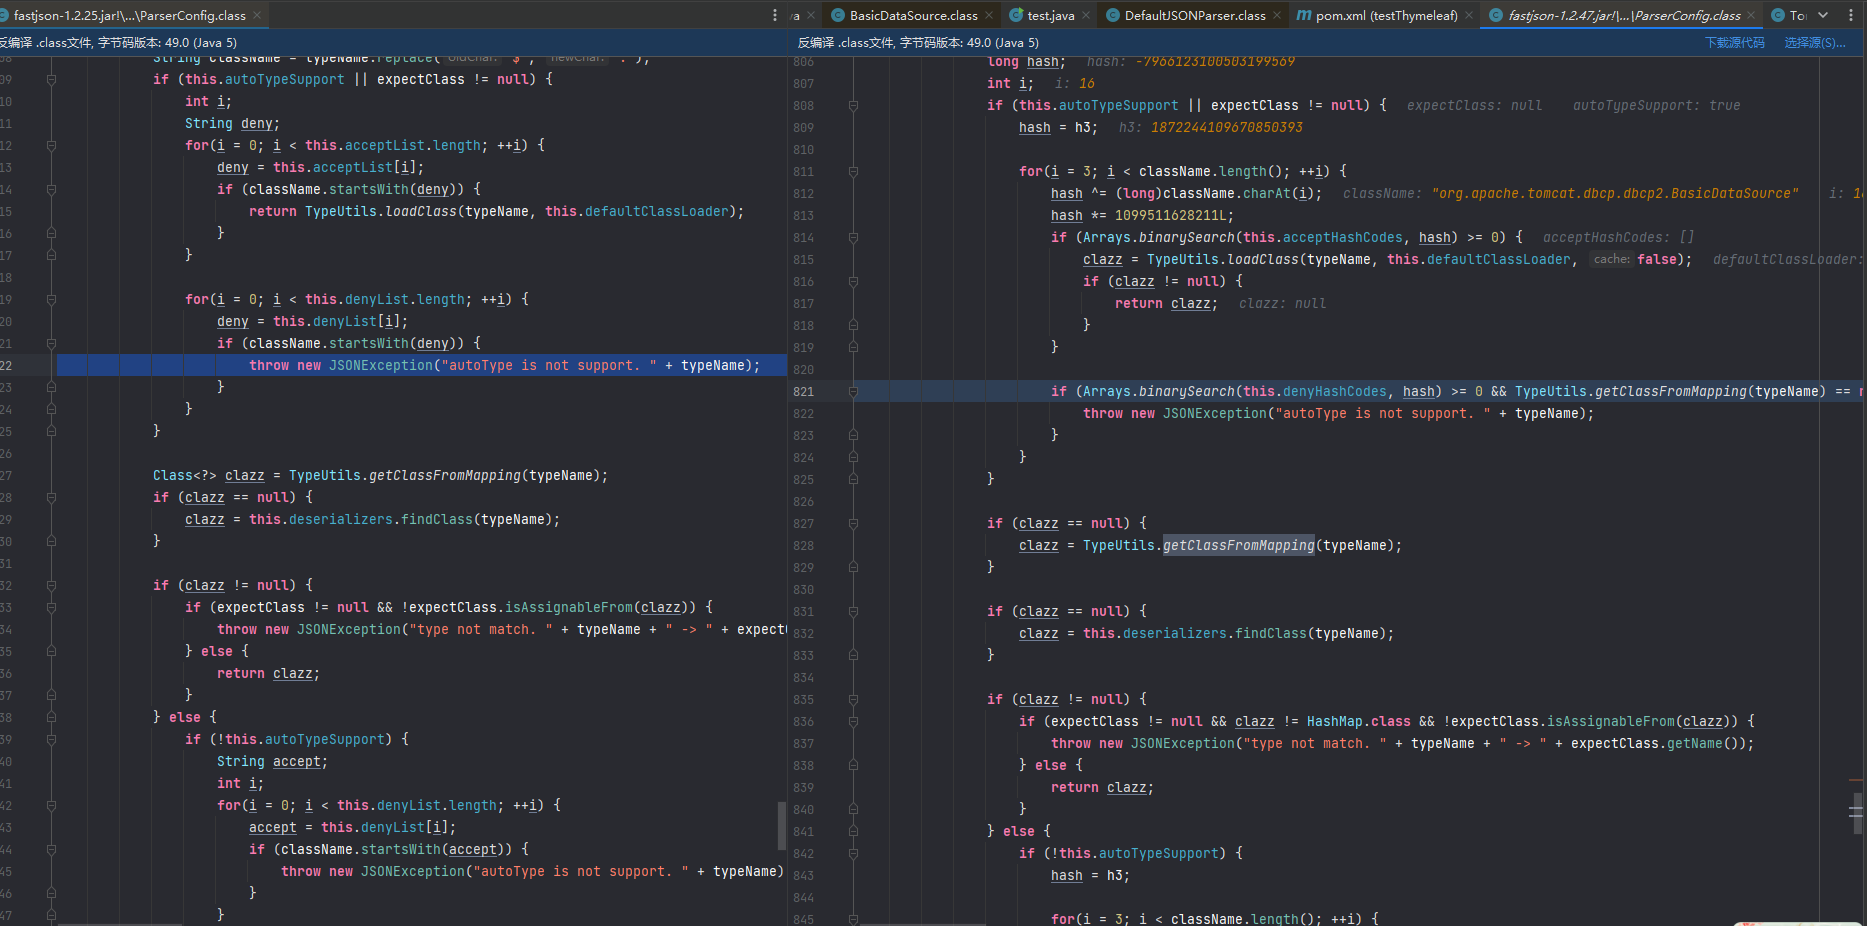 fastjson-1.2.25.jar!\...\ParserConfig.class
反编译 .class文件, 字节码版本: 49.0 (Java 5)
String className = typeName.replace( oldChar: '$', newChar: '.');
09 if (this.autoTypeSupport || expectClass != null) {
10 int i;
11 String deny;
12 for(i = 0; i < this.acceptList.length; ++i) {
13 deny = this.acceptList[i];
14 if (className.startsWith(deny)) {
15 return TypeUtils.loadClass(typeName, this.defaultClassLoader);
16 }
17 }
18
19 for(i = 0; i < this.denyList.length; ++i) {
20 deny = this.denyList[i];
21 if (className.startsWith(deny)) {
22 throw new JSONException("autoType is not support. " + typeName);
23 }
24 }
25 }
26
27 Class<?> clazz = TypeUtils.getClassFromMapping(typeName);
28 if (clazz == null) {
29 clazz = this.deserializers.findClass(typeName);
30 }
31
32 if (clazz != null) {
33 if (expectClass != null && !expectClass.isAssignableFrom(clazz)) {
34 throw new JSONException("type not match. " + typeName + " -> " + expect
35 } else {
36 return clazz;
37 }
38 } else {
39 if (!this.autoTypeSupport) {
40 String accept;
41 int i;
42 for(i = 0; i < this.denyList.length; ++i) {
43 accept = this.denyList[i];
44 if (className.startsWith(accept)) {
45 throw new JSONException("autoType is not support. " + typeName)
46 }
47 }
va BasicDataSource.class test.java DefaultJSONParser.class pom.xml (testThymeleaf) fastjson-1.2.47.jar!\...\ParserConfig.class To
反编译 .class文件, 字节码版本: 49.0 (Java 5) 下载源代码 选择源(S)...
806 long hash; hash: -7966123100503199569
807 int i; i: 16
808 if (this.autoTypeSupport || expectClass != null) { expectClass: null autoTypeSupport: true
809 hash = h3; h3: 1872244109670850393
810
811 for(i = 3; i < className.length(); ++i) {
812 hash ^= (long)className.charAt(i); className: "org.apache.tomcat.dbcp.dbcp2.BasicDataSource" i: 1
813 hash *= 1099511628211L;
814 if (Arrays.binarySearch(this.acceptHashCodes, hash) >= 0) { acceptHashCodes: []
815 clazz = TypeUtils.loadClass(typeName, this.defaultClassLoader, cache: false); defaultClassLoader:
816 if (clazz != null) {
817 return clazz; clazz: null
818 }
819 }
820
821 if (Arrays.binarySearch(this.denyHashCodes, hash) >= 0 && TypeUtils.getClassFromMapping(typeName) == n
822 throw new JSONException("autoType is not support. " + typeName);
823 }
824 }
825 }
826
827 if (clazz == null) {
828 clazz = TypeUtils.getClassFromMapping(typeName);
829 }
830
831 if (clazz == null) {
832 clazz = this.deserializers.findClass(typeName);
833 }
834
835 if (clazz != null) {
836 if (expectClass != null && clazz != HashMap.class && !expectClass.isAssignableFrom(clazz)) {
837 throw new JSONException("type not match. " + typeName + " -> " + expectClass.getName());
838 } else {
839 return clazz;
840 }
841 } else {
842 if (!this.autoTypeSupport) {
843 hash = h3;
844
845 for(i = 3; i < className.length(); ++i) {